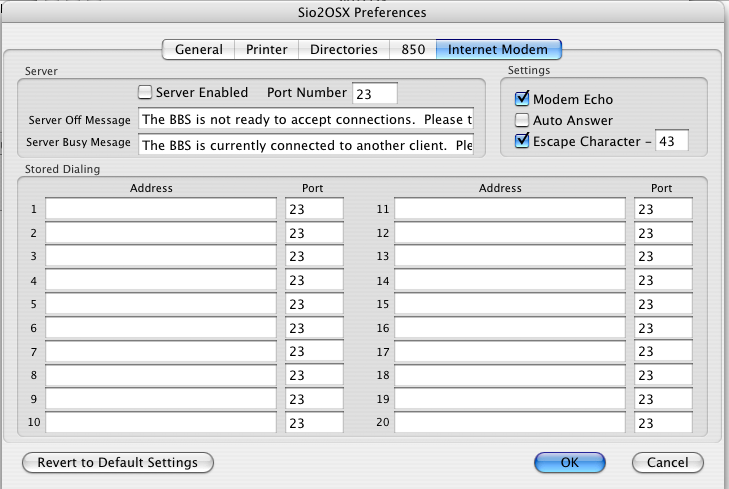 Sio2OSX Preferences
General Printer Directories 850 Internet Modem
Server
Server Enabled Port Number 23
Server Off Message The BBS is not ready to accept connections. Please t
Server Busy Mesage The BBS is currently connected to another client. Ple
Settings
Modem Echo
Auto Answer
Escape Character – 43
Stored Dialing
Address Port Address Port
1 23 11 23
2 23 12 23
3 23 13 23
4 23 14 23
5 23 15 23
6 23 16 23
7 23 17 23
8 23 18 23
9 23 19 23
10 23 20 23
Revert to Default Settings OK Cancel